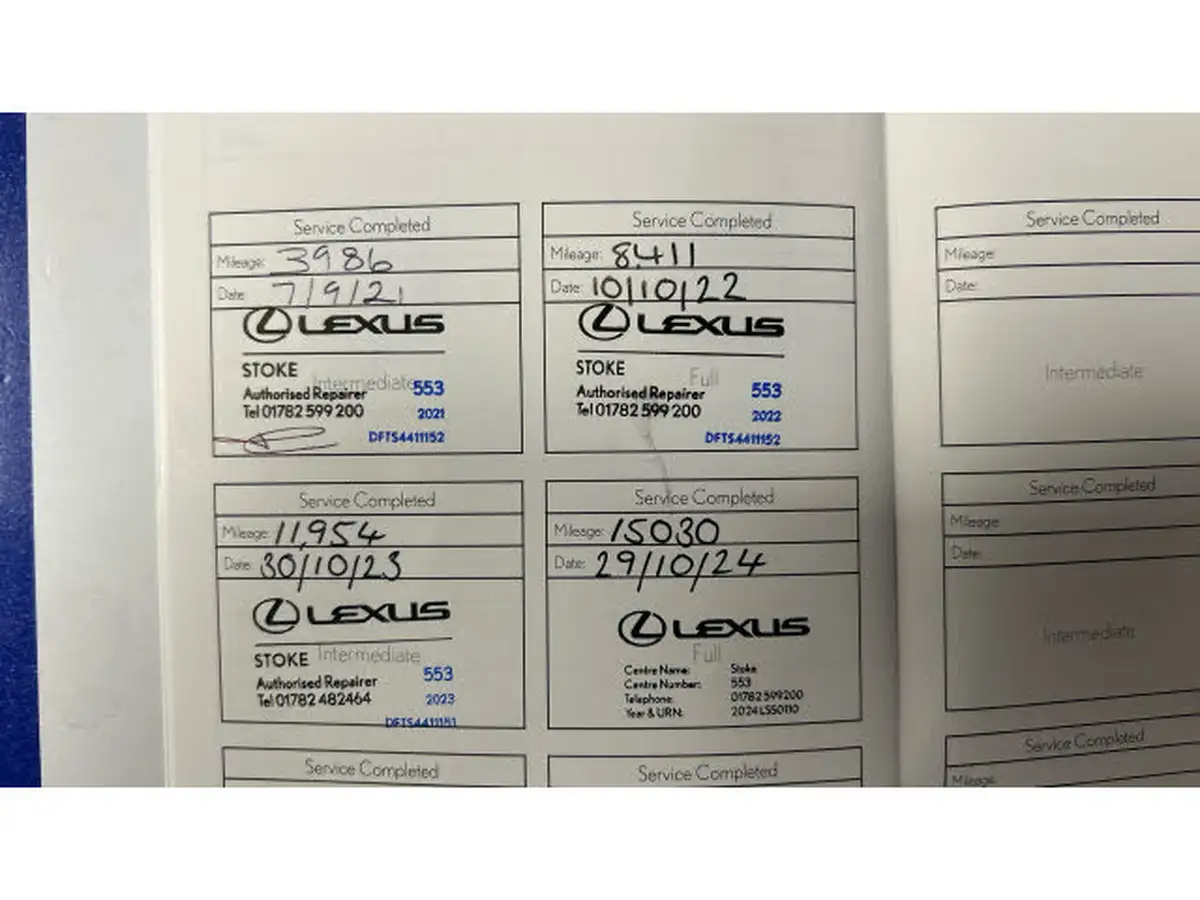 Service Completed
Mileage: 3986
Date: 7/9/21
LEXUS
STOKE
Intermediate
553
Authorised Repairer
Tel 01782 599 200
2021
DFTS4411152
Service Completed
Mileage: 8,411
Date: 10/10/22
LEXUS
STOKE
Full
553
Authorised Repairer
Tel 01782 599 200
2022
DFTS4411152
Service Completed
Mileage:
Date:
Intermediate
Service Completed
Mileage: 11,954
Date: 30/10/23
LEXUS
STOKE
Intermediate
553
Authorised Repairer
Tel 01782 482464
2023
DFTS4411151
Service Completed
Mileage: 15030
Date: 29/10/24
LEXUS
Full
Centre Name: Stoke
Centre Number: 553
Telephone: 01782 599200
Year & URN: 2024LSS0110
Service Completed
Mileage:
Date:
Intermediate
Service Completed
Service Completed
Service Completed
Mileage: